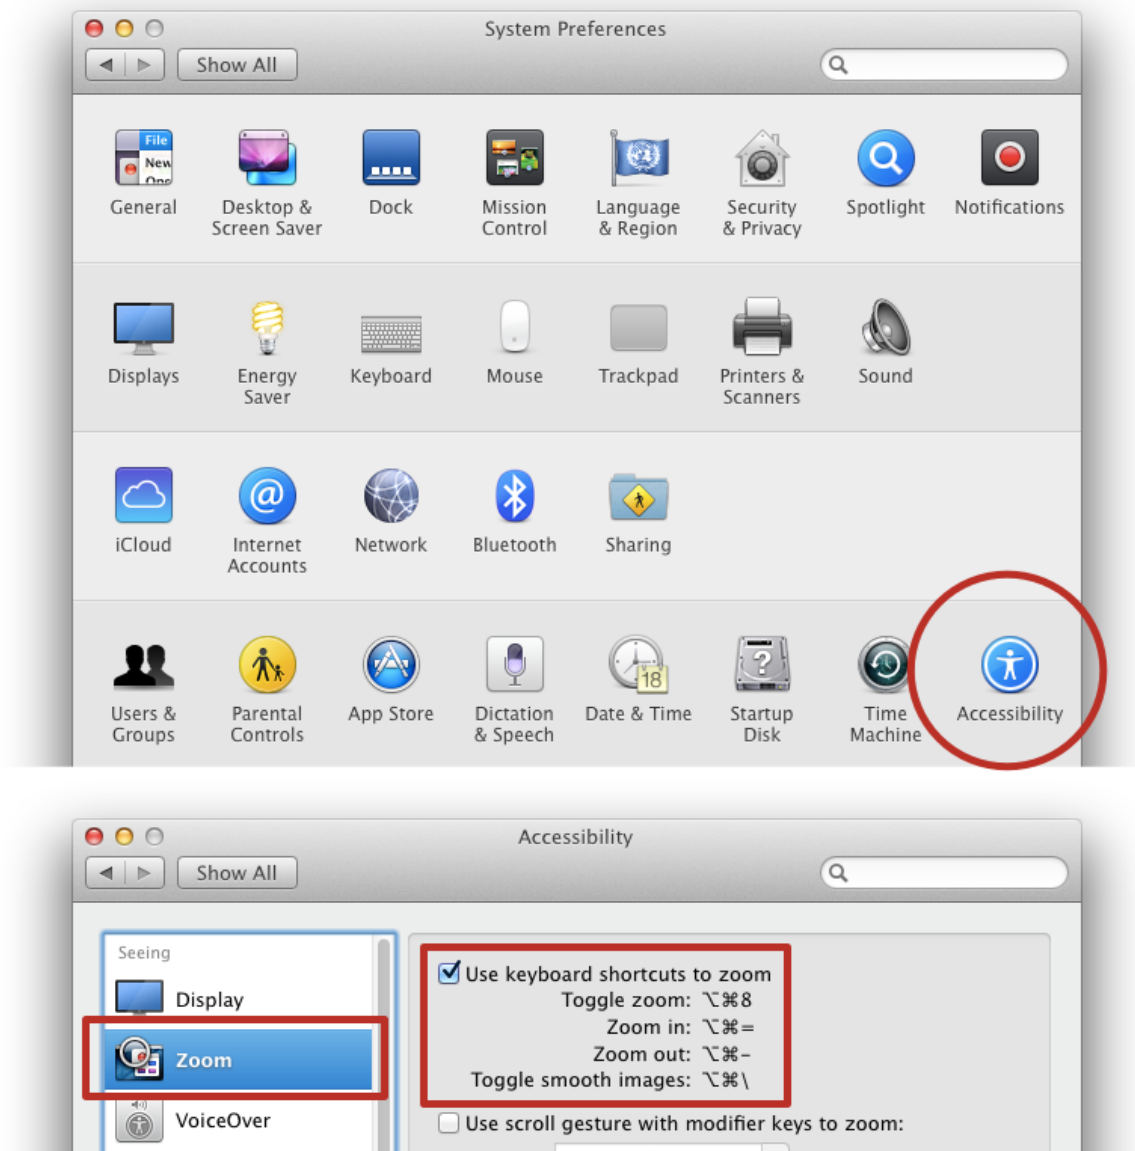 System Preferences
Show All
File
New
General
Desktop & Screen Saver
Dock
Mission Control
Language & Region
Security & Privacy
Spotlight
Notifications
Displays
Energy Saver
Keyboard
Mouse
Trackpad
Printers & Scanners
Sound
iCloud
@
Internet Accounts
Network
Bluetooth
Sharing
Users & Groups
Parental Controls
App Store
Dictation & Speech
18
Date & Time
?
Startup Disk
Time Machine
Accessibility
Accessibility
Show All
Seeing
Display
Zoom
VoiceOver
Use keyboard shortcuts to zoom
Toggle zoom: ⌥⌘8
Zoom in: ⌥⌘=
Zoom out: ⌥⌘-
Toggle smooth images: ⌥⌘\
Use scroll gesture with modifier keys to zoom: